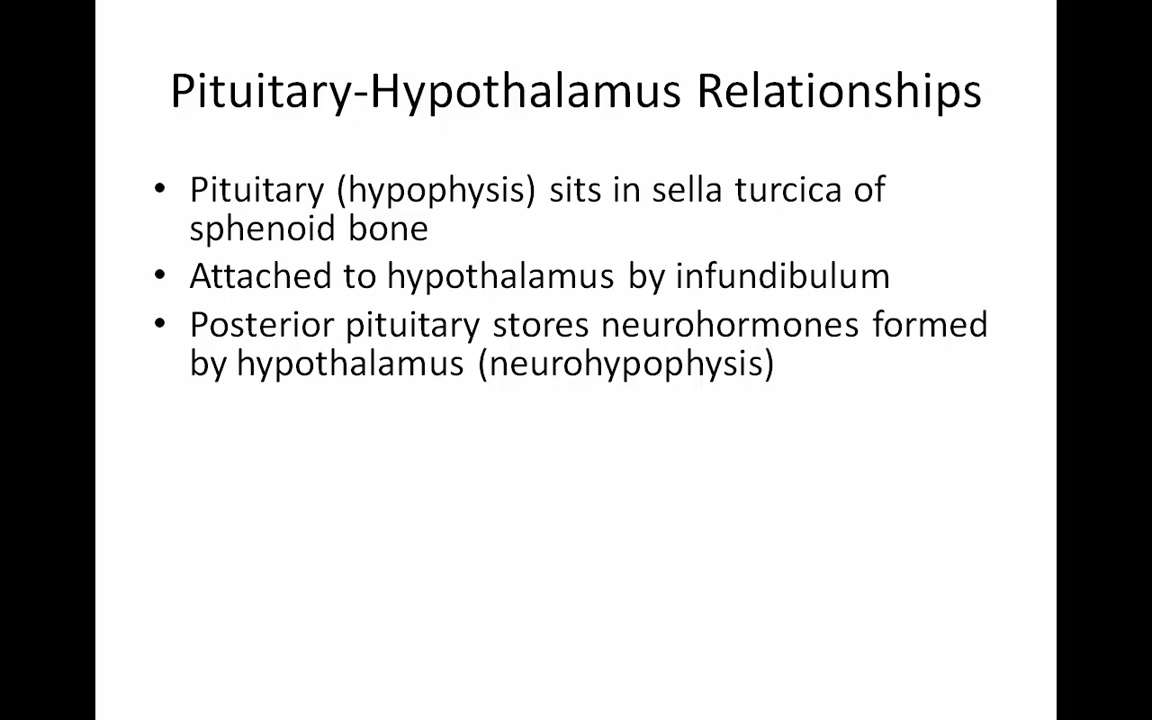 Pituitary-Hypothalamus Relationships
• Pituitary (hypophysis) sits in sella turcica of
sphenoid bone
• Attached to hypothalamus by infundibulum
• Posterior pituitary stores neurohormones formed
by hypothalamus (neurohypophysis)